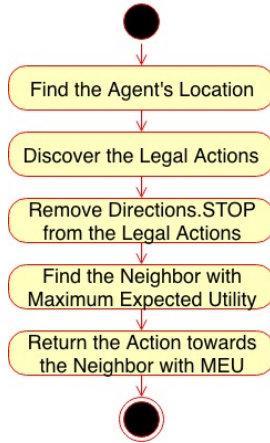 Find the Agent's Location
Discover the Legal Actions
Remove Directions.STOP
from the Legal Actions
Find the Neighbor with
Maximum Expected Utility
Return the Action towards
the Neighbor with MEU